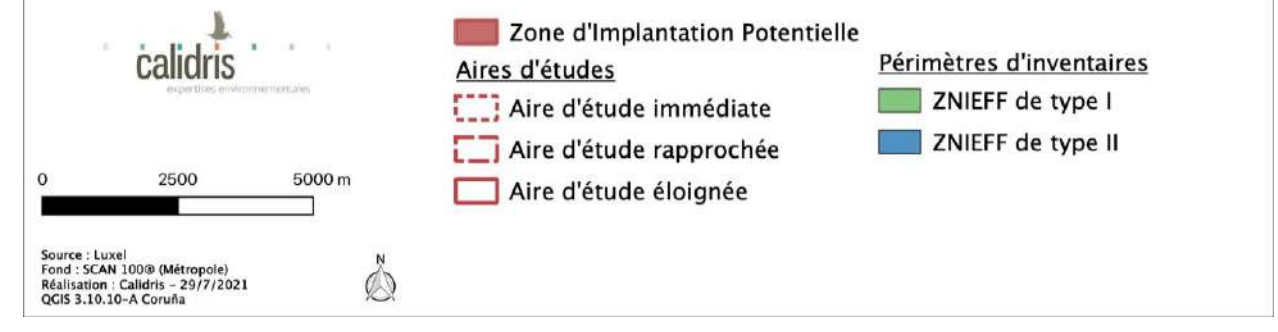 calidris
expertises environnementales
0 2500 5000 m
Source : Luxel
Fond : SCAN 100® (Métropole)
Réalisation : Calidris – 29/7/2021
QGIS 3.10.10-A Coruña
N
Zone d'Implantation Potentielle
Aires d'études
Aire d'étude immédiate
Aire d'étude rapprochée
Aire d'étude éloignée
Périmètres d'inventaires
ZNIEFF de type I
ZNIEFF de type II